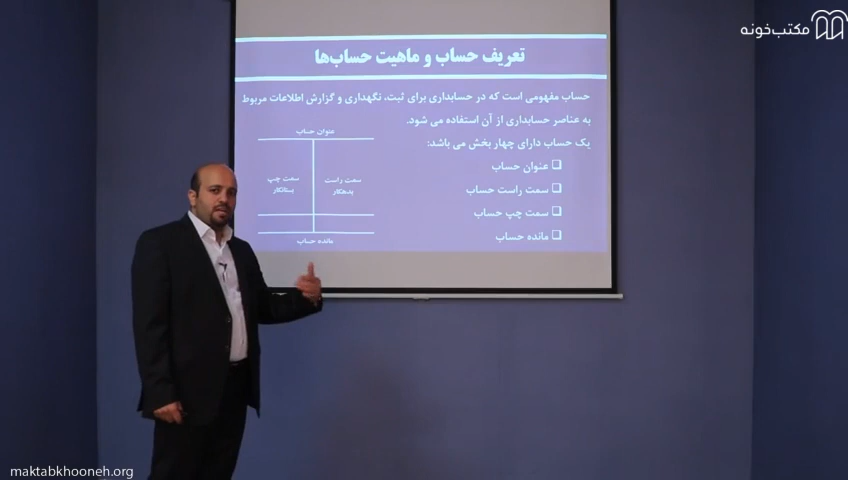 مکتب‌خونه
تعریف حساب و ماهیت حساب‌ها
حساب مفهومی است که در حسابداری برای ثبت، نگهداری و گزارش اطلاعات مربوط
به عناصر حسابداری از آن استفاده می شود.
یک حساب دارای چهار بخش می باشد:
❑ عنوان حساب
❑ سمت راست حساب
❑ سمت چپ حساب
❑ مانده حساب
عنوان حساب
سمت راست
بدهکار
سمت چپ
بستانکار
مانده حساب
maktabkhooneh.org